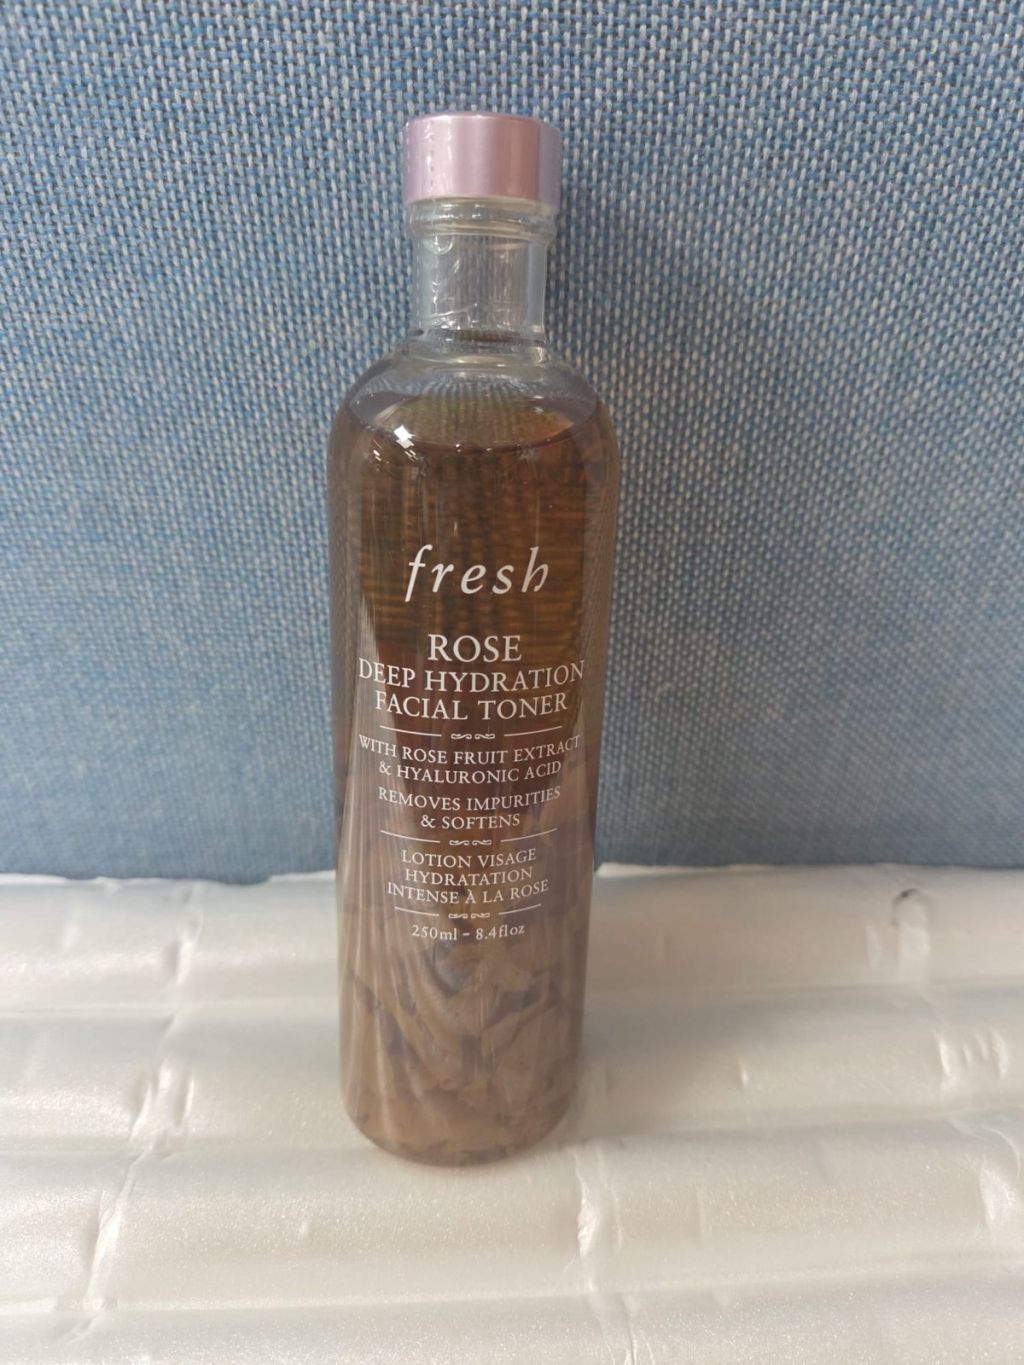 fresh
ROSE
DEEP HYDRATION
FACIAL TONER
WITH ROSE FRUIT EXTRACT
& HYALURONIC ACID
REMOVES IMPURITIES
& SOFTENS
LOTION VISAGE
HYDRATATION
INTENSE À LA ROSE
250ml - 8.4fl oz